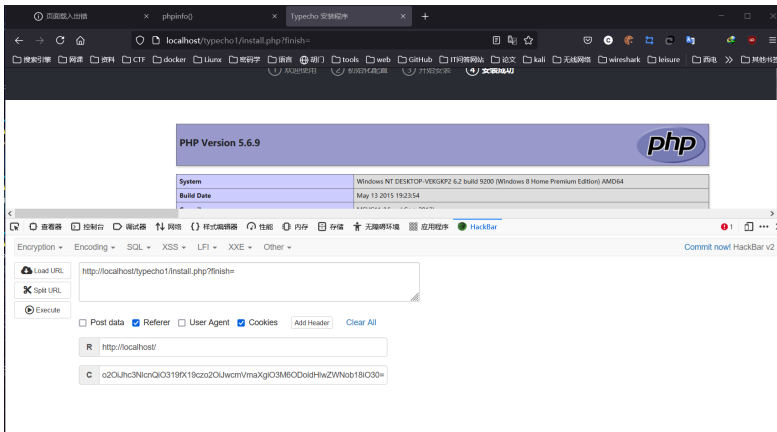 页面载入出错
phpinfo()
Typecho 安装程序
localhost/typecho1/install.php?finish=
搜索引擎 网课 资料 CTF docker Liunx 密码学 语言 胡门 tools web GitHub IT问答网站 论文 kali 无线网络 wireshark leisure 西电 其他书签
1 欢迎使用 2 初始化配置 3 开始安装 4 安装成功
PHP Version 5.6.9
php
System Windows NT DESKTOP-VEKGKP2 6.2 build 9200 (Windows 8 Home Premium Edition) AMD64
Build Date May 13 2015 19:23:54
查看器 控制台 调试器 网络 样式编辑器 性能 内存 存储 无障碍环境 应用程序 HackBar 1
Encryption Encoding SQL XSS LFI XXE Other Commit now! HackBar v2
Load URL http://localhost/typecho1/install.php?finish=
Split URL
Execute
Post data Referer User Agent Cookies Add Header Clear All
R http://localhost/
C